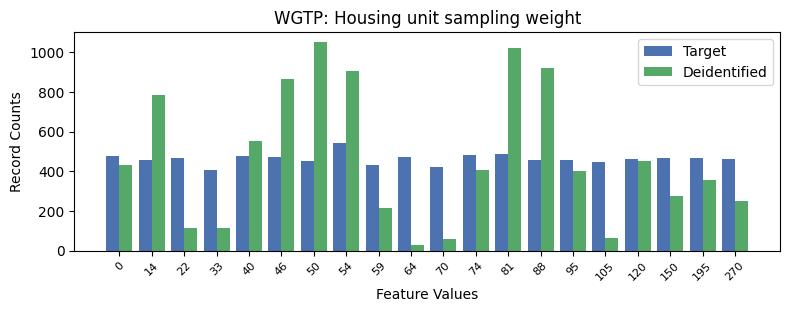 WGTP: Housing unit sampling weight
Target
Deidentified
Record Counts
1000
800
600
400
200
0
0 14 22 33 40 46 50 54 59 64 70 74 81 88 95 105 120 150 195 270
Feature Values